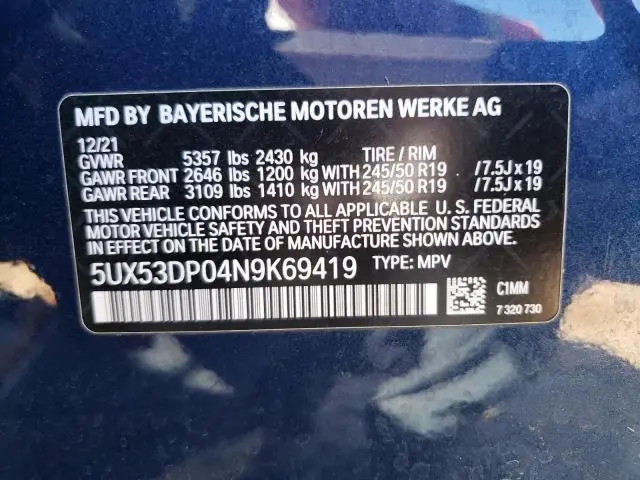 MFD BY BAYERISCHE MOTOREN WERKE AG
12/21
GVWR 5357 lbs 2430 kg TIRE / RIM
GAWR FRONT 2646 lbs 1200 kg WITH 245/50 R19 /7.5J x 19
GAWR REAR 3109 lbs 1410 kg WITH 245/50 R19 /7.5J x 19
THIS VEHICLE CONFORMS TO ALL APPLICABLE U. S. FEDERAL
MOTOR VEHICLE SAFETY AND THEFT PREVENTION STANDARDS
IN EFFECT ON THE DATE OF MANUFACTURE SHOWN ABOVE.
5UX53DP04N9K69419 TYPE: MPV
C1MM
7 320 730